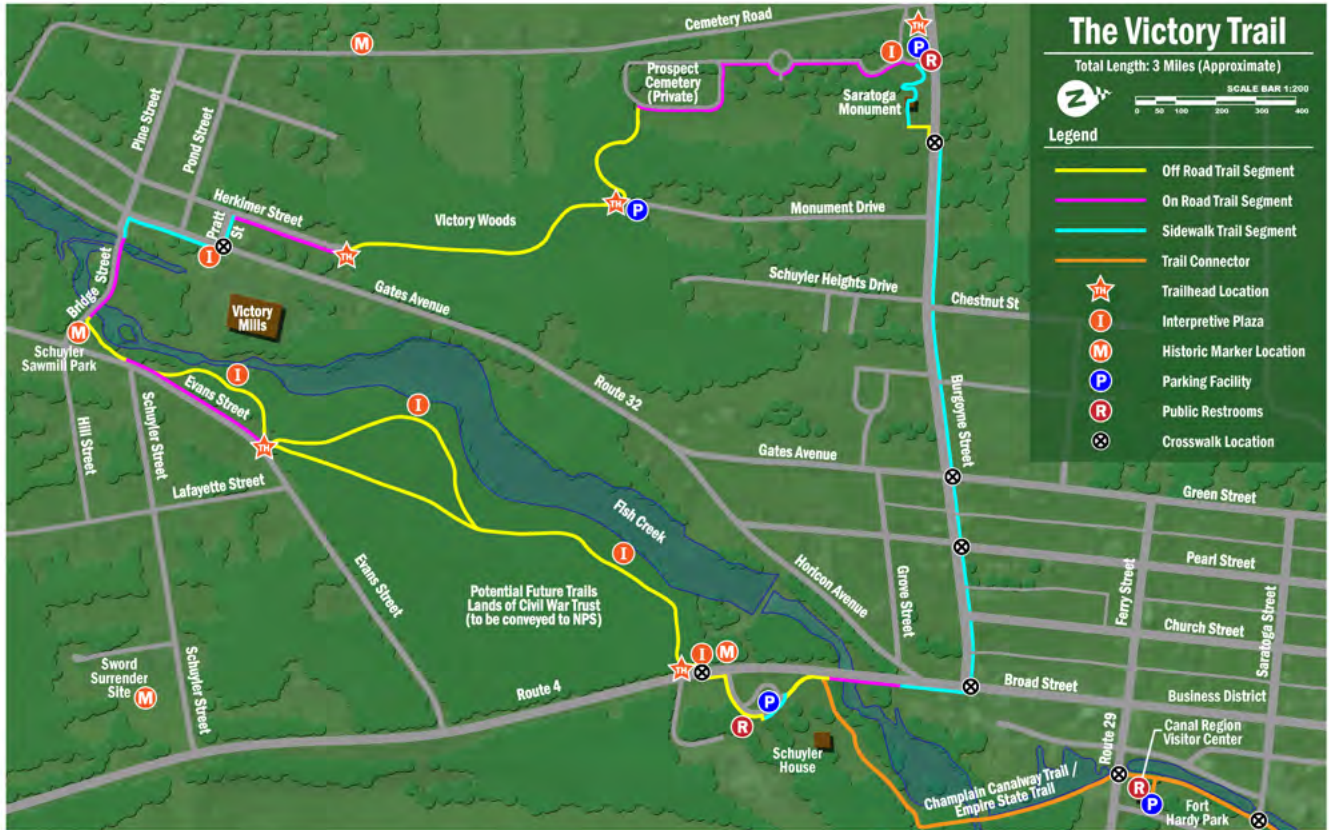 The Victory Trail
Total Length: 3 Miles (Approximate)
N
SCALE BAR 1:200
0 50 100 200 300 400
Legend
Off Road Trail Segment
On Road Trail Segment
Sidewalk Trail Segment
Trail Connector
TH Trailhead Location
I Interpretive Plaza
M Historic Marker Location
P Parking Facility
R Public Restrooms
Crosswalk Location
Cemetery Road
TH
M
I
P
R
Prospect
Cemetery
(Private)
Saratoga
Monument
Pine Street
Pond Street
Herkimer Street
Pratt
St
I
TH
Victory Woods
TH
P
Monument Drive
Schuyler Heights Drive
Chestnut St
Bridge Street
Gates Avenue
Victory
Mills
M
Schuyler
Sawmill Park
I
Evans Street
I
TH
Route 32
Burgoyne Street
Hill Street
Schuyler Street
Lafayette Street
Gates Avenue
Green Street
Fish Creek
I
Pearl Street
Horicon Avenue
Grove Street
Ferry Street
Church Street
Saratoga Street
Evans Street
Potential Future Trails
Lands of Civil War Trust
(to be conveyed to NPS)
Sword
Surrender
Site
M
Schuyler Street
Route 4
TH
I
M
P
R
Broad Street
Business District
Schuyler
House
Route 29
Canal Region
Visitor Center
Champlain Canalway Trail /
Empire State Trail
R
P
Fort
Hardy Park